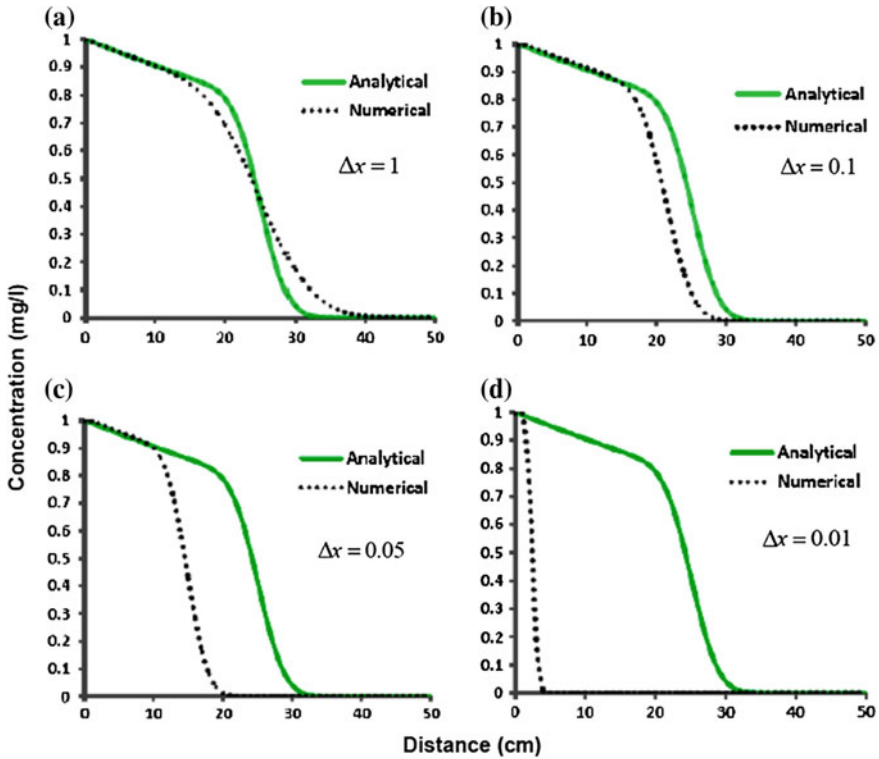 (a)
1
0.9
0.8
0.7
0.6
0.5
0.4
0.3
0.2
0.1
0
0 10 20 30 40 50
Analytical
Numerical
Δx = 1
(b)
1
0.9
0.8
0.7
0.6
0.5
0.4
0.3
0.2
0.1
0
0 10 20 30 40 50
Analytical
Numerical
Δx = 0.1
Concentration (mg/l)
(c)
1
0.9
0.8
0.7
0.6
0.5
0.4
0.3
0.2
0.1
0
0 10 20 30 40 50
Analytical
Numerical
Δx = 0.05
(d)
1
0.9
0.8
0.7
0.6
0.5
0.4
0.3
0.2
0.1
0
0 10 20 30 40 50
Analytical
Numerical
Δx = 0.01
Distance (cm)